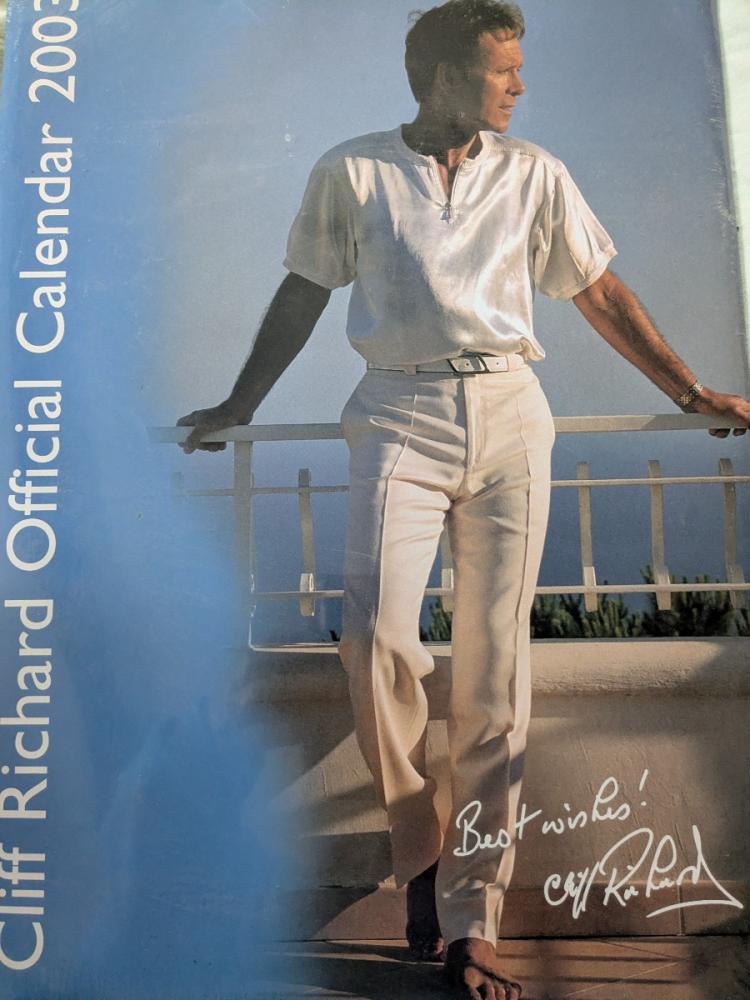 Cliff Richard Official Calendar 2003
Best wishes!
Cliff Richard